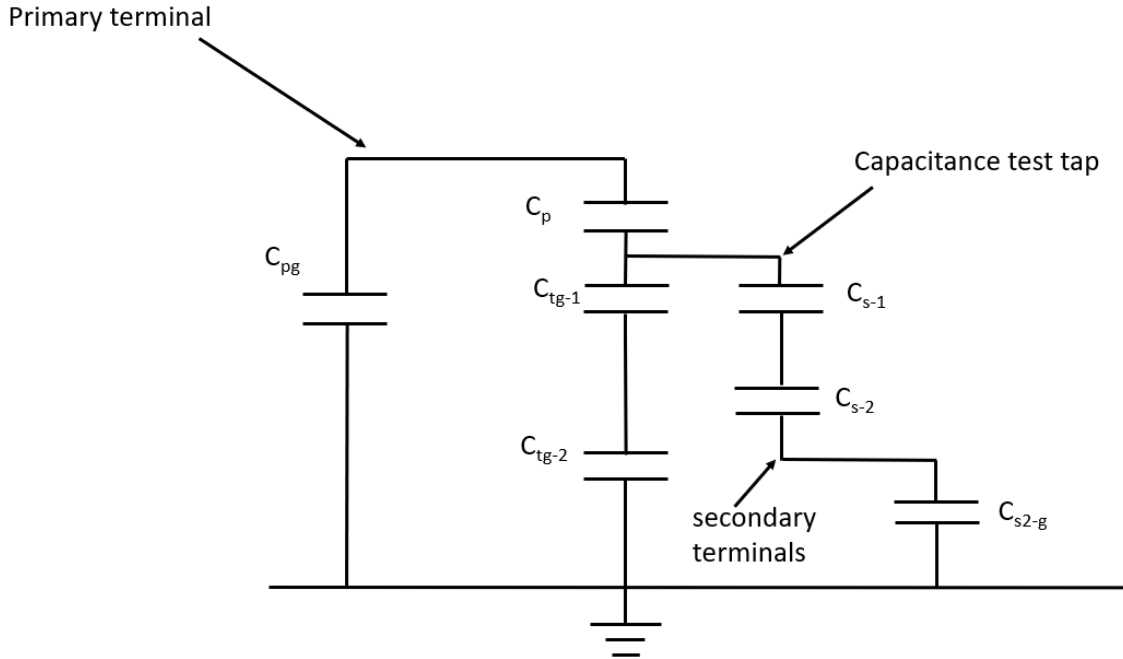 Primary terminal
Capacitance test tap
Cp
Cpg
Ctg-1
Cs-1
Cs-2
Ctg-2
secondary
terminals
Cs2-g